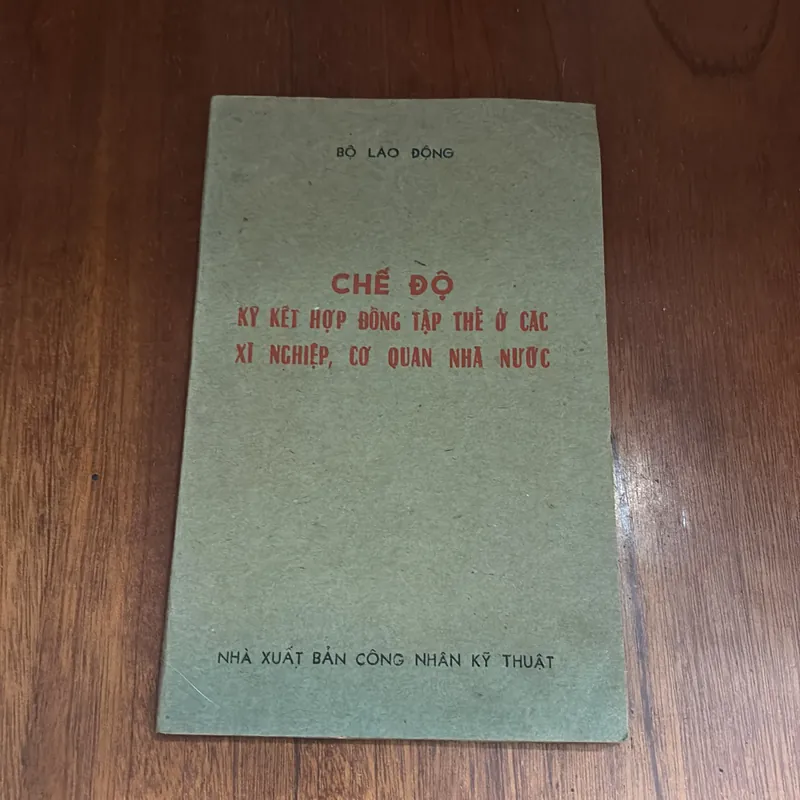 BỘ LAO ĐỘNG
CHẾ ĐỘ
KÝ KẾT HỢP ĐỒNG TẬP THỂ Ở CÁC
XÍ NGHIỆP, CƠ QUAN NHÀ NƯỚC
NHÀ XUẤT BẢN CÔNG NHÂN KỸ THUẬT